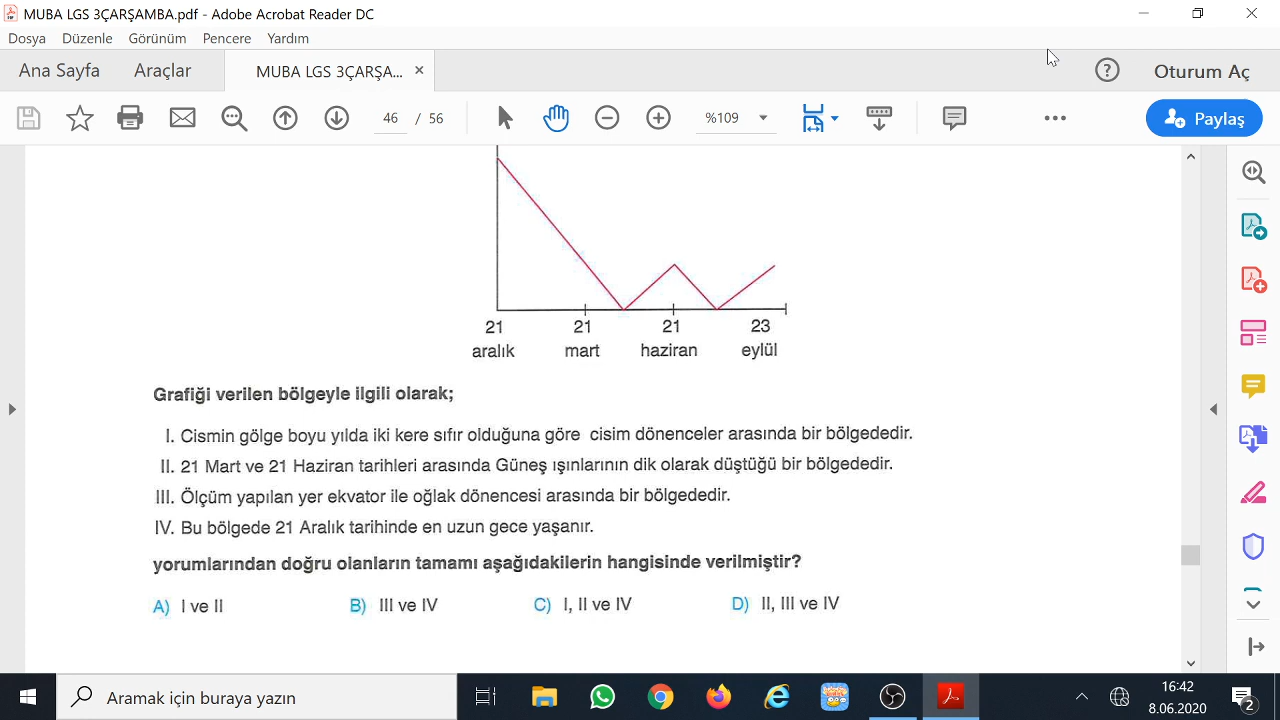 MUBA LGS 3ÇARŞAMBA.pdf - Adobe Acrobat Reader DC
Dosya Düzenle Görünüm Pencere Yardım
Ana Sayfa Araçlar MUBA LGS 3ÇARŞA... × Oturum Aç
46 / 56 %109 Paylaş
21 21 21 23
aralık mart haziran eylül
Grafiği verilen bölgeyle ilgili olarak;
I. Cismin gölge boyu yılda iki kere sıfır olduğuna göre cisim dönenceler arasında bir bölgededir.
II. 21 Mart ve 21 Haziran tarihleri arasında Güneş ışınlarının dik olarak düştüğü bir bölgededir.
III. Ölçüm yapılan yer ekvator ile oğlak dönencesi arasında bir bölgededir.
IV. Bu bölgede 21 Aralık tarihinde en uzun gece yaşanır.
yorumlarından doğru olanların tamamı aşağıdakilerin hangisinde verilmiştir?
A) I ve II B) III ve IV C) I, II ve IV D) II, III ve IV
Aramak için buraya yazın
16:42
8.06.2020
2